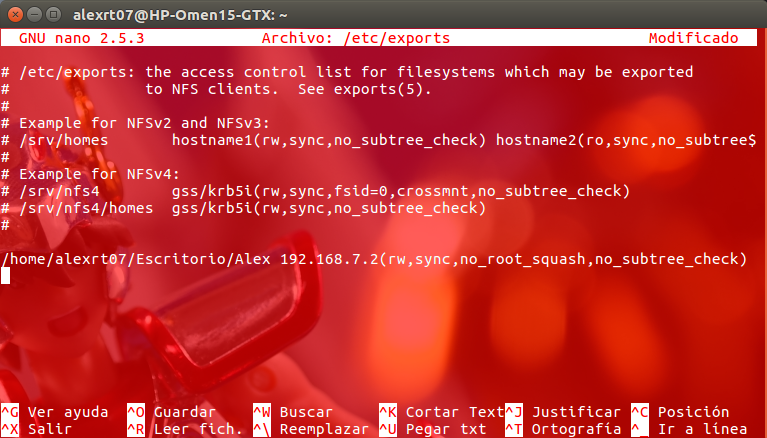 alexrt07@HP-Omen15-GTX: ~
GNU nano 2.5.3 Archivo: /etc/exports Modificado
# /etc/exports: the access control list for filesystems which may be exported
# to NFS clients. See exports(5).
#
# Example for NFSv2 and NFSv3:
# /srv/homes hostname1(rw,sync,no_subtree_check) hostname2(ro,sync,no_subtree$
#
# Example for NFSv4:
# /srv/nfs4 gss/krb5i(rw,sync,fsid=0,crossmnt,no_subtree_check)
# /srv/nfs4/homes gss/krb5i(rw,sync,no_subtree_check)
#
/home/alexrt07/Escritorio/Alex 192.168.7.2(rw,sync,no_root_squash,no_subtree_check)
^G Ver ayuda ^O Guardar ^W Buscar ^K Cortar Text ^J Justificar ^C Posición
^X Salir ^R Leer fich. ^\ Reemplazar ^U Pegar txt ^T Ortografía ^_ Ir a línea